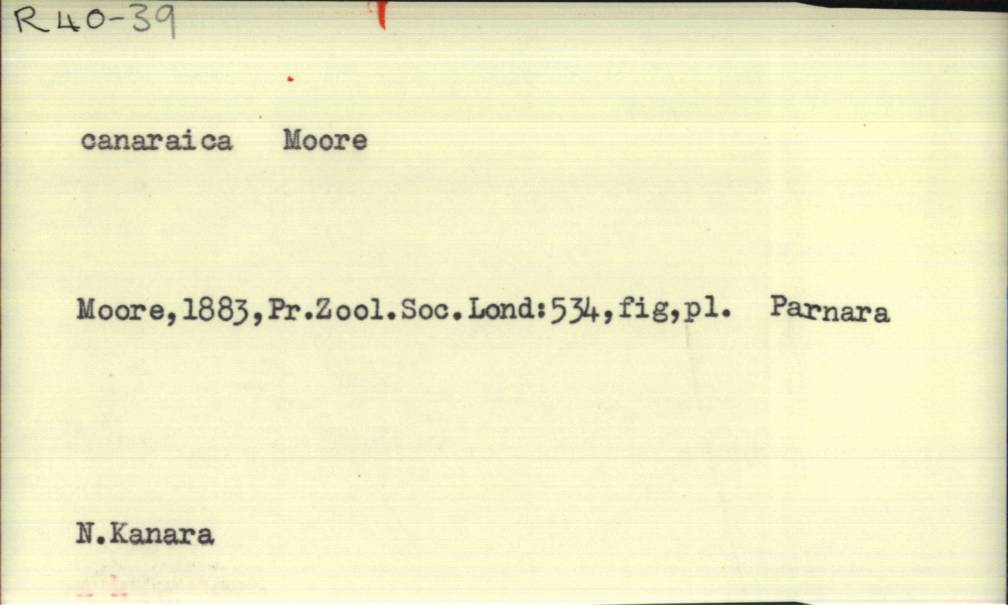 R40-39
canaraica Moore
Moore,1883,Pr.Zool.Soc.Lond:534,fig,pl. Parnara
N.Kanara